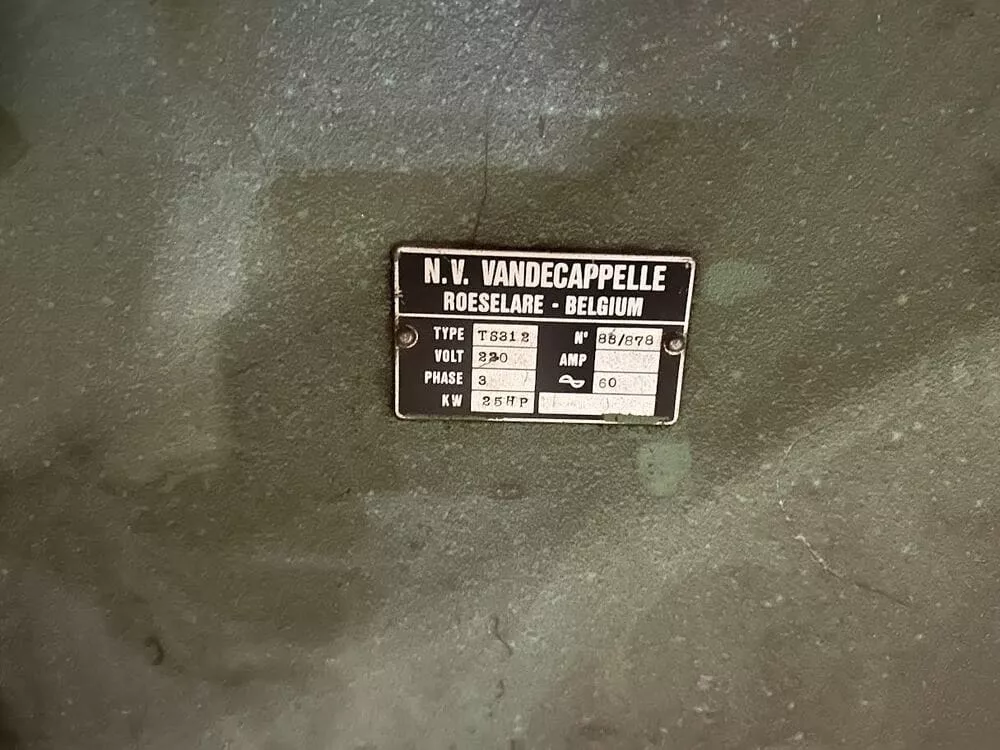 N.V. VANDECAPPELLE
ROESELARE - BELGIUM
TYPE TS312 N° 88/878
VOLT 220 AMP
PHASE 3 60
KW 25HP